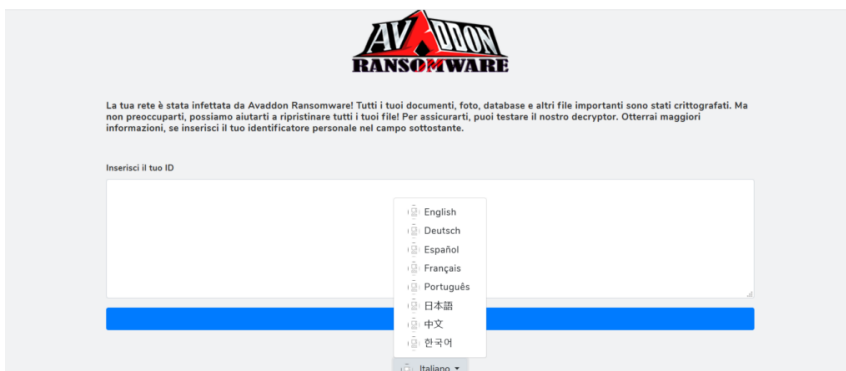 AVADDON
RANSOMWARE
La tua rete è stata infettata da Avaddon Ransomware! Tutti i tuoi documenti, foto, database e altri file importanti sono stati crittografati. Ma
non preoccuparti, possiamo aiutarti a ripristinare tutti i tuoi file! Per assicurarti, puoi testare il nostro decryptor. Otterrai maggiori
informazioni, se inserisci il tuo identificatore personale nel campo sottostante.
Inserisci il tuo ID
English
Deutsch
Español
Français
Português
日本語
中文
한국어
Italiano